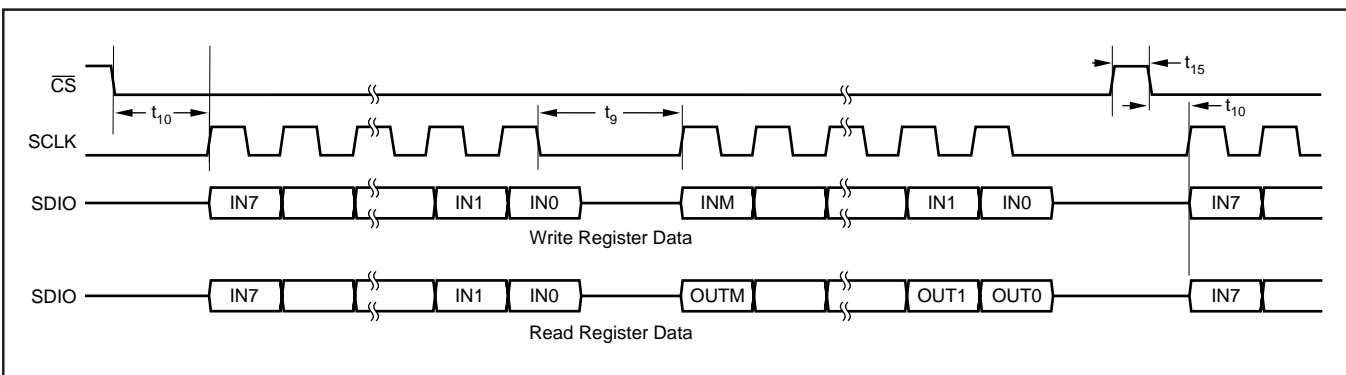 CS t15
t10 t9 t10
SCLK
SDIO IN7 IN1 IN0 INM IN1 IN0 IN7
Write Register Data
SDIO IN7 IN1 IN0 OUTM OUT1 OUT0 IN7
Read Register Data